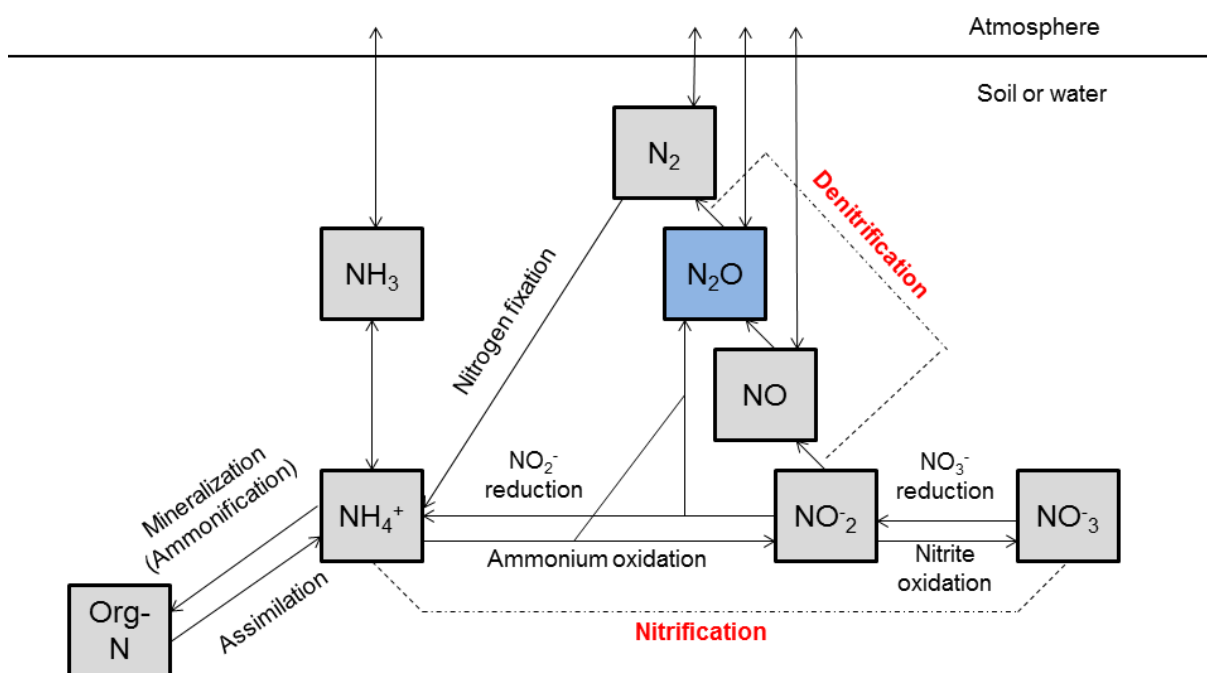 Atmosphere
Soil or water
N₂
Denitrification
NH₃
N₂O
Nitrogen fixation
NO
Mineralization
(Ammonification)
NH₄⁺
NO₂⁻
reduction
NO⁻₂
NO₃⁻
reduction
NO⁻₃
Ammonium oxidation
Nitrite
oxidation
Org-
N
Assimilation
Nitrification